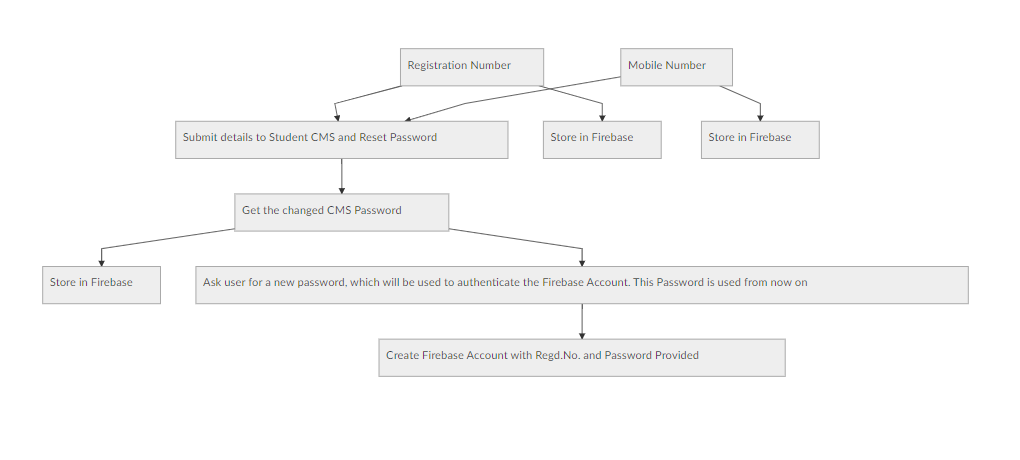 Registration Number
Mobile Number
Submit details to Student CMS and Reset Password
Store in Firebase
Store in Firebase
Get the changed CMS Password
Store in Firebase
Ask user for a new password, which will be used to authenticate the Firebase Account. This Password is used from now on
Create Firebase Account with Regd.No. and Password Provided